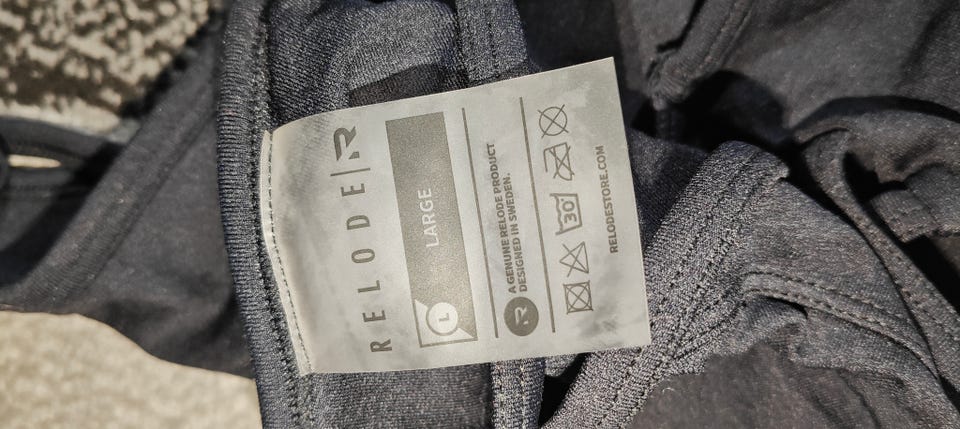 RELODE
L LARGE
A GENUINE RELODE PRODUCT
DESIGNED IN SWEDEN.
30
RELODESTORE.COM